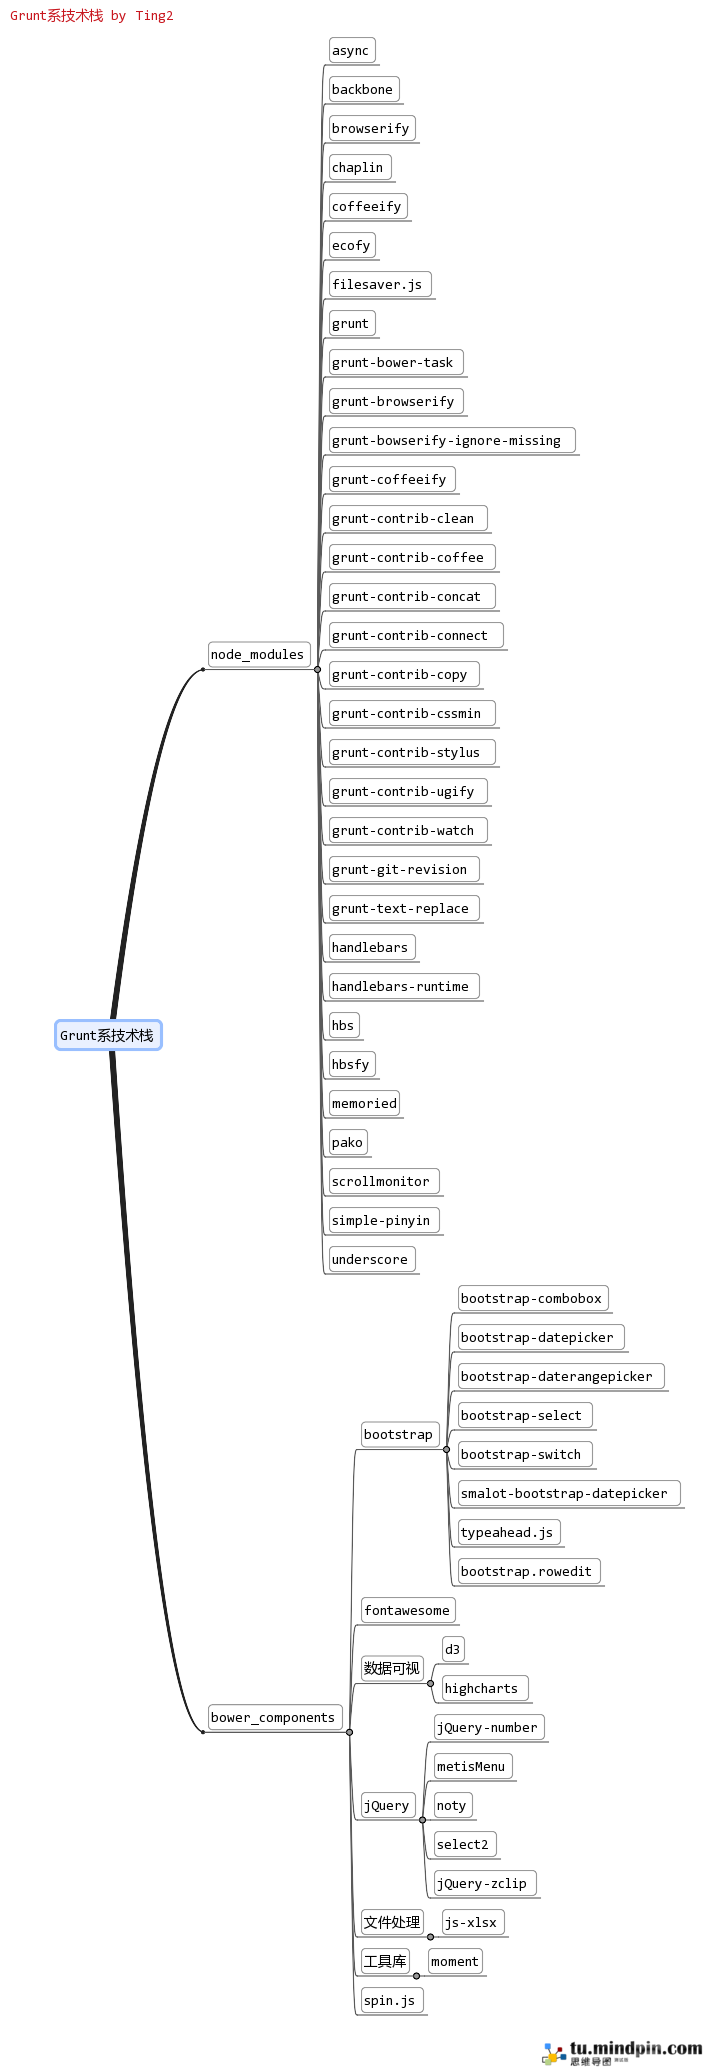 Grunt系技术栈 by Ting2
async
backbone
browserify
chaplin
coffeeify
ecofy
filesaver.js
grunt
grunt-bower-task
grunt-browserify
grunt-bowserify-ignore-missing
grunt-coffeeify
grunt-contrib-clean
grunt-contrib-coffee
grunt-contrib-concat
grunt-contrib-connect
node_modules
grunt-contrib-copy
grunt-contrib-cssmin
grunt-contrib-stylus
grunt-contrib-ugify
grunt-contrib-watch
grunt-git-revision
grunt-text-replace
handlebars
handlebars-runtime
hbs
Grunt系技术栈
hbsfy
memoried
pako
scrollmonitor
simple-pinyin
underscore
bootstrap-combobox
bootstrap-datepicker
bootstrap-daterangepicker
bootstrap-select
bootstrap
bootstrap-switch
smalot-bootstrap-datepicker
typeahead.js
bootstrap.rowedit
fontawesome
d3
数据可视
highcharts
bower_components
jQuery-number
metisMenu
jQuery
noty
select2
jQuery-zclip
文件处理
js-xlsx
工具库
moment
spin.js
tu.mindpin.com
思维导图